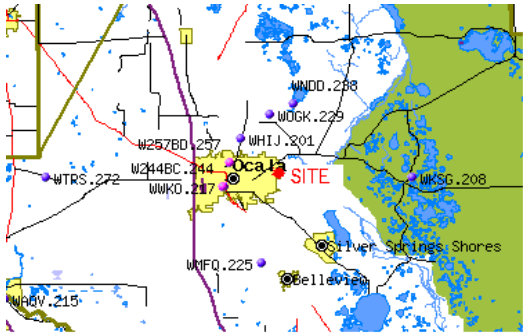 WNDD.238
WOGK.229
WHIJ.201
W257BD.257
Ocala
W244BC.244
SITE
WTRS.272
WKSG.208
WWKO.217
Silver Springs Shores
WMFQ.225
Belleview
WAQV.215